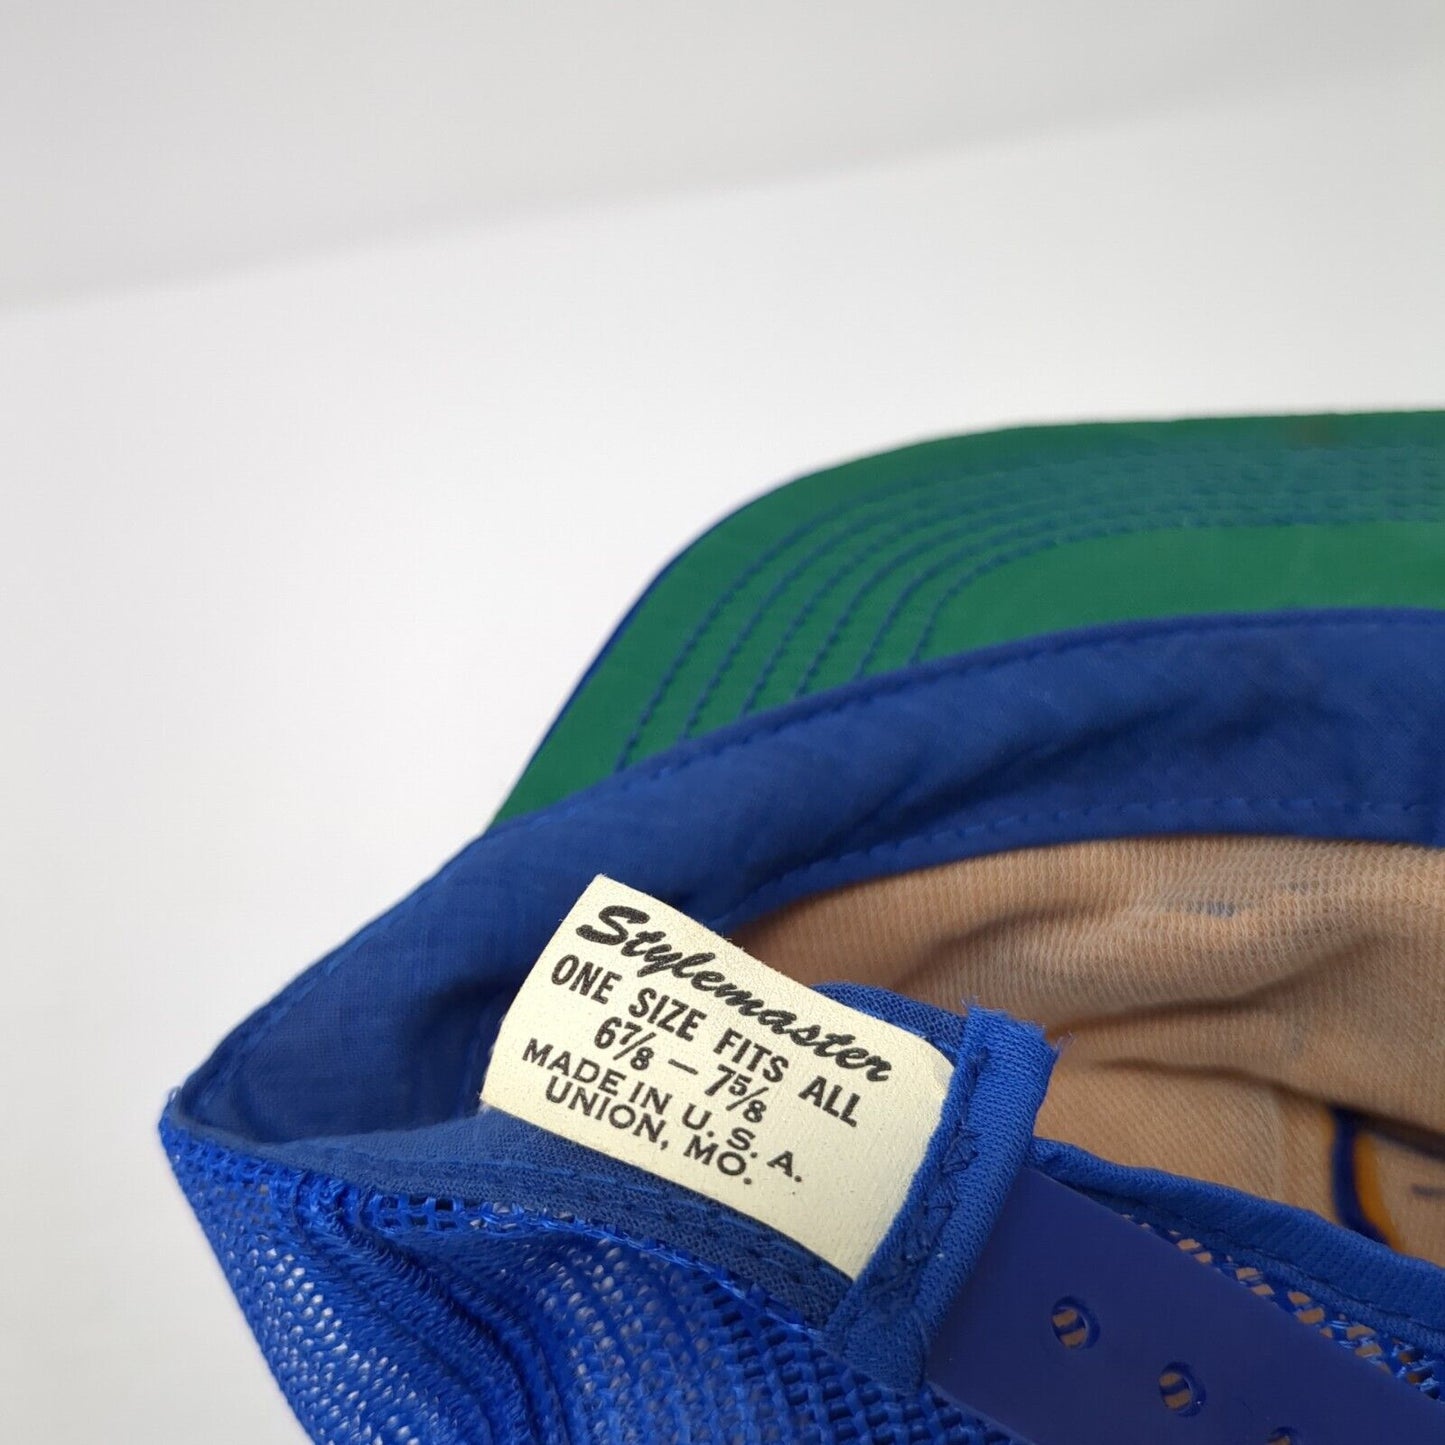 Stylemaster
ONE SIZE FITS ALL
6⅞ — 7⅝
MADE IN U. S. A.
UNION, MO.